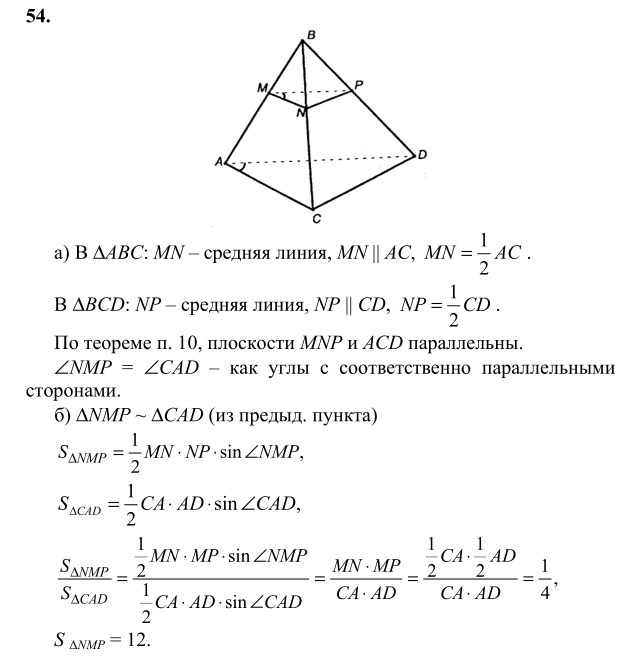 54.
B
M
P
N
A
D
C
а) В ΔABC: MN – средняя линия, MN || AC, MN = 1/2 AC .
В ΔBCD: NP – средняя линия, NP || CD, NP = 1/2 CD .
По теореме п. 10, плоскости MNP и ACD параллельны.
∠NMP = ∠CAD – как углы с соответственно параллельными
сторонами.
б) ΔNMP ~ ΔCAD (из предыд. пункта)
S_ΔNMP = 1/2 MN · NP · sin ∠NMP,
S_ΔCAD = 1/2 CA · AD · sin ∠CAD,
S_ΔNMP / S_ΔCAD = (1/2 MN · MP · sin ∠NMP) / (1/2 CA · AD · sin ∠CAD) = (MN · MP) / (CA · AD) = (1/2 CA · 1/2 AD) / (CA · AD) = 1/4 ,
S ΔNMP = 12.